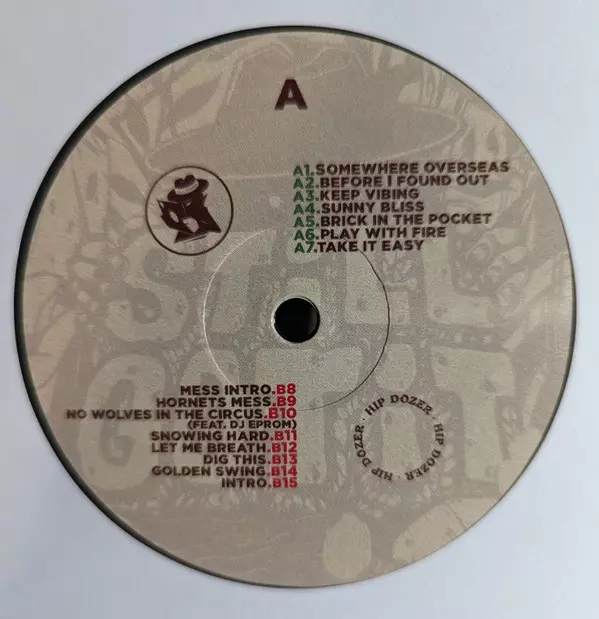 A
A1.SOMEWHERE OVERSEAS
A2.BEFORE I FOUND OUT
A3.KEEP VIBING
A4.SUNNY BLISS
A5.BRICK IN THE POCKET
A6.PLAY WITH FIRE
A7.TAKE IT EASY
STILL
GOT IT
MESS INTRO.B8
HORNETS MESS.B9
NO WOLVES IN THE CIRCUS.B10
(FEAT. DJ EPROM)
SNOWING HARD.B11
LET ME BREATH.B12
DIG THIS.B13
GOLDEN SWING.B14
INTRO.B15
HIP DOZER · HIP DOZER · HIP DOZER ·